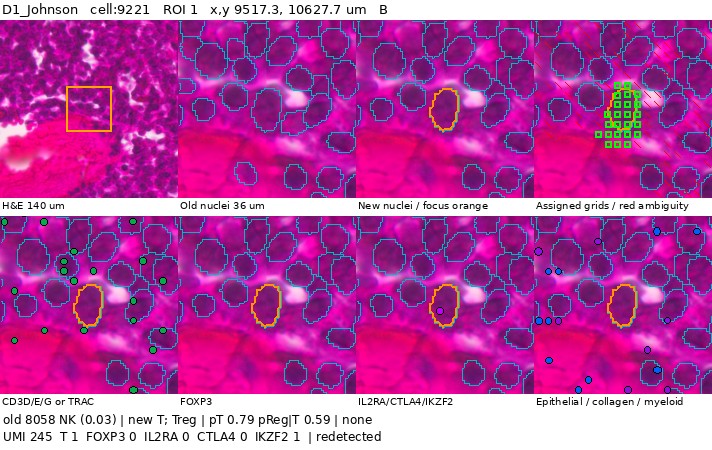 D1_Johnson cell:9221 ROI 1 x,y 9517.3, 10627.7 um B
H&E 140 um
Old nuclei 36 um
New nuclei / focus orange
Assigned grids / red ambiguity
CD3D/E/G or TRAC
FOXP3
IL2RA/CTLA4/IKZF2
Epithelial / collagen / myeloid
old 8058 NK (0.03) | new T; Treg | pT 0.79 pReg|T 0.59 | none
UMI 245 T 1 FOXP3 0 IL2RA 0 CTLA4 0 IKZF2 1 | redetected